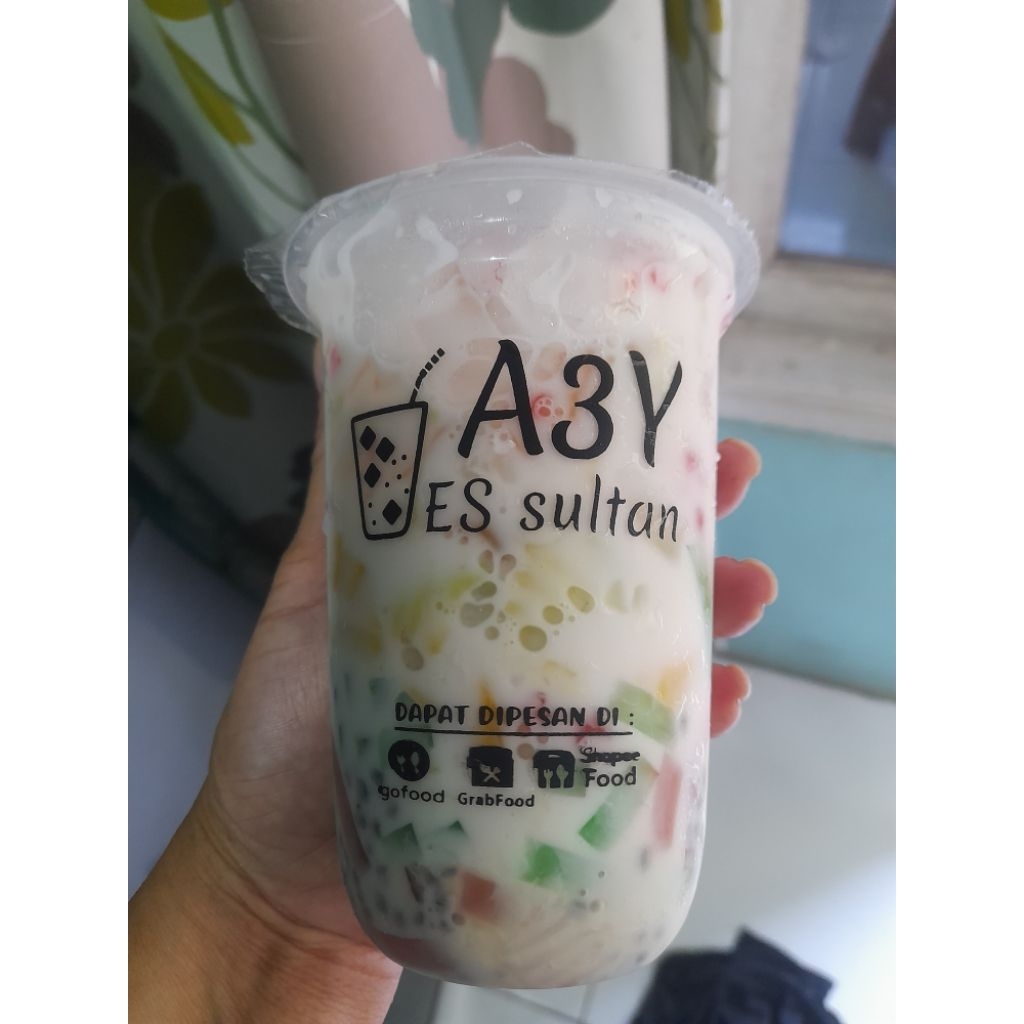 A3Y
ES sultan
DAPAT DIPESAN DI :
gofood GrabFood Shopee Food